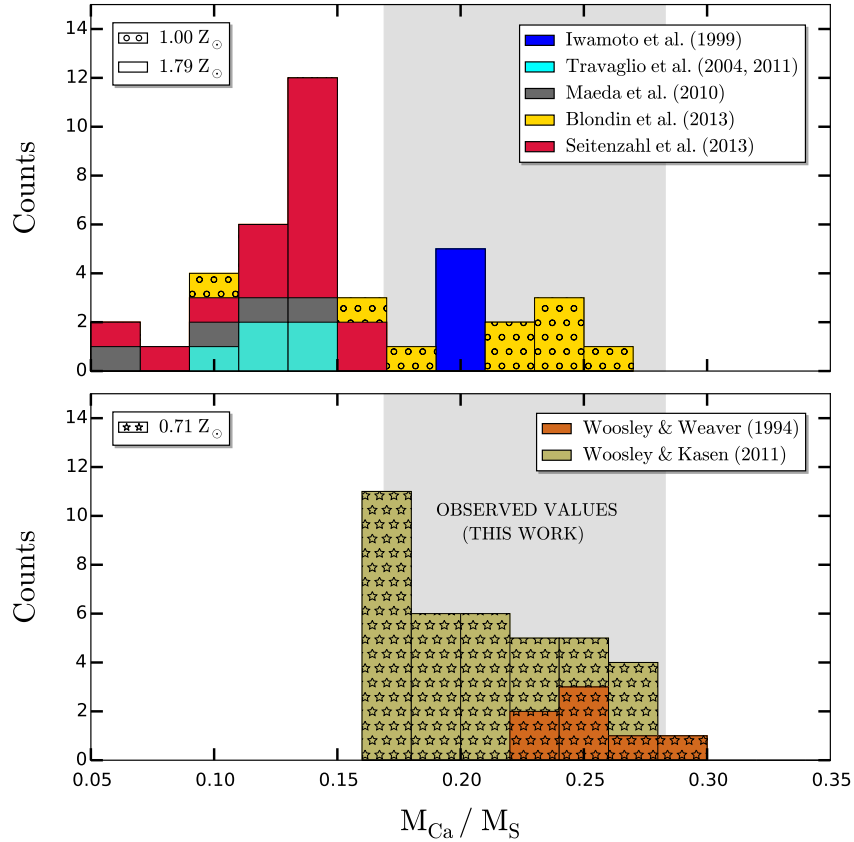 14
12
10
8
6
4
2
0
Counts
1.00 Z☉
1.79 Z☉
Iwamoto et al. (1999)
Travaglio et al. (2004, 2011)
Maeda et al. (2010)
Blondin et al. (2013)
Seitenzahl et al. (2013)
14
12
10
8
6
4
2
0
Counts
0.71 Z☉
Woosley & Weaver (1994)
Woosley & Kasen (2011)
OBSERVED VALUES
(THIS WORK)
0.05 0.10 0.15 0.20 0.25 0.30 0.35
M_Ca / M_S